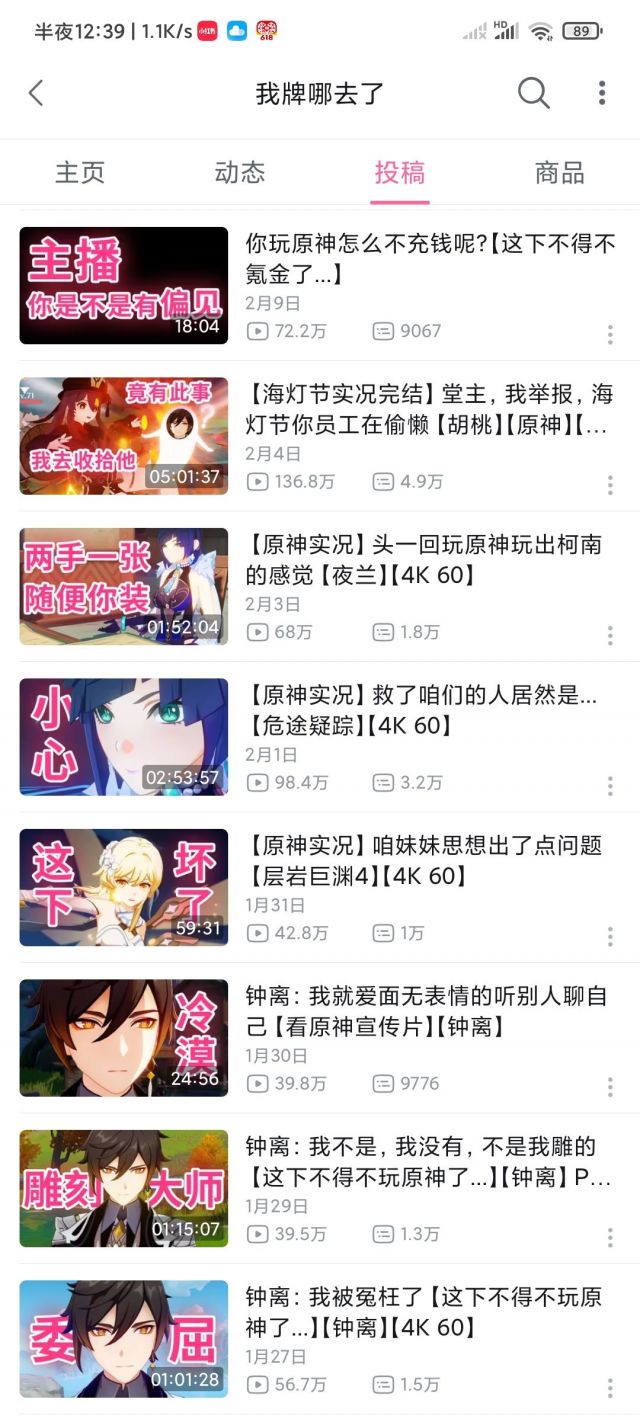 半夜12:39 | 1.1K/s 小红书 618 HD 89
我牌哪去了
主页 动态 投稿 商品
主播
你是不是有偏见
18:04
你玩原神怎么不充钱呢?【这下不得不
氪金了...】
2月9日
72.2万 9067
竟有此事
我去收拾他
05:01:37
【海灯节实况完结】堂主，我举报，海
灯节你员工在偷懒【胡桃】【原神】【...
2月4日
136.8万 4.9万
两手一张
随便你装
01:52:04
【原神实况】头一回玩原神玩出柯南
的感觉【夜兰】【4K 60】
2月3日
68万 1.8万
小
心
02:53:57
【原神实况】救了咱们的人居然是...
【危途疑踪】【4K 60】
2月1日
98.4万 3.2万
这 坏
下 了
59:31
【原神实况】咱妹妹思想出了点问题
【层岩巨渊4】【4K 60】
1月31日
42.8万 1万
冷
漠
24:56
钟离：我就爱面无表情的听别人聊自
己【看原神宣传片】【钟离】
1月30日
39.8万 9776
雕刻 大师
01:15:07
钟离：我不是，我没有，不是我雕的
【这下不得不玩原神了...】【钟离】P...
1月29日
39.5万 1.3万
委 屈
01:01:28
钟离：我被冤枉了【这下不得不玩原
神了...】【钟离】【4K 60】
1月27日
56.7万 1.5万